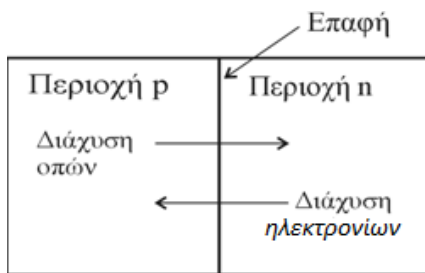 Επαφή
Περιοχή p
Περιοχή n
Διάχυση
οπών
Διάχυση
ηλεκτρονίων